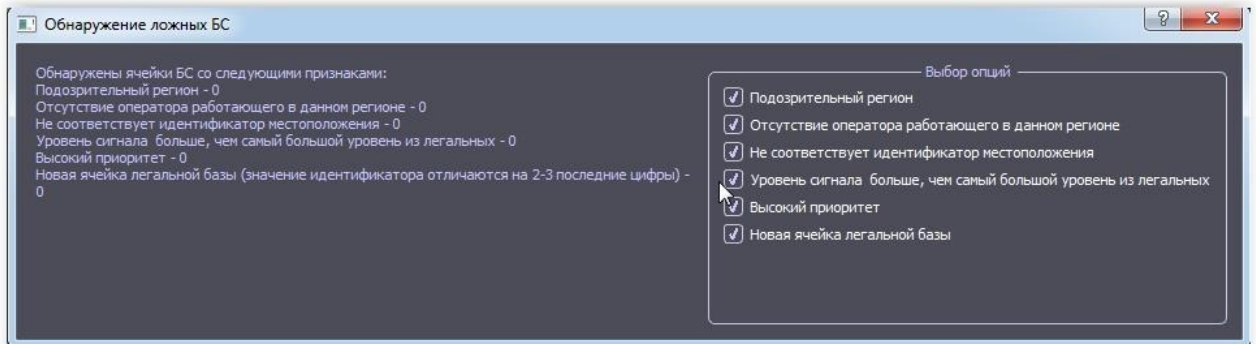 Обнаружение ложных БС
Обнаружены ячейки БС со следующими признаками:
Подозрительный регион - 0
Отсутствие оператора работающего в данном регионе - 0
Не соответствует идентификатор местоположения - 0
Уровень сигнала  больше, чем самый большой уровень из легальных - 0
Высокий приоритет - 0
Новая ячейка легальной базы (значение идентификатора отличаются на 2-3 последние цифры) -
0
Выбор опций
Подозрительный регион
Отсутствие оператора работающего в данном регионе
Не соответствует идентификатор местоположения
Уровень сигнала  больше, чем самый большой уровень из легальных
Высокий приоритет
Новая ячейка легальной базы